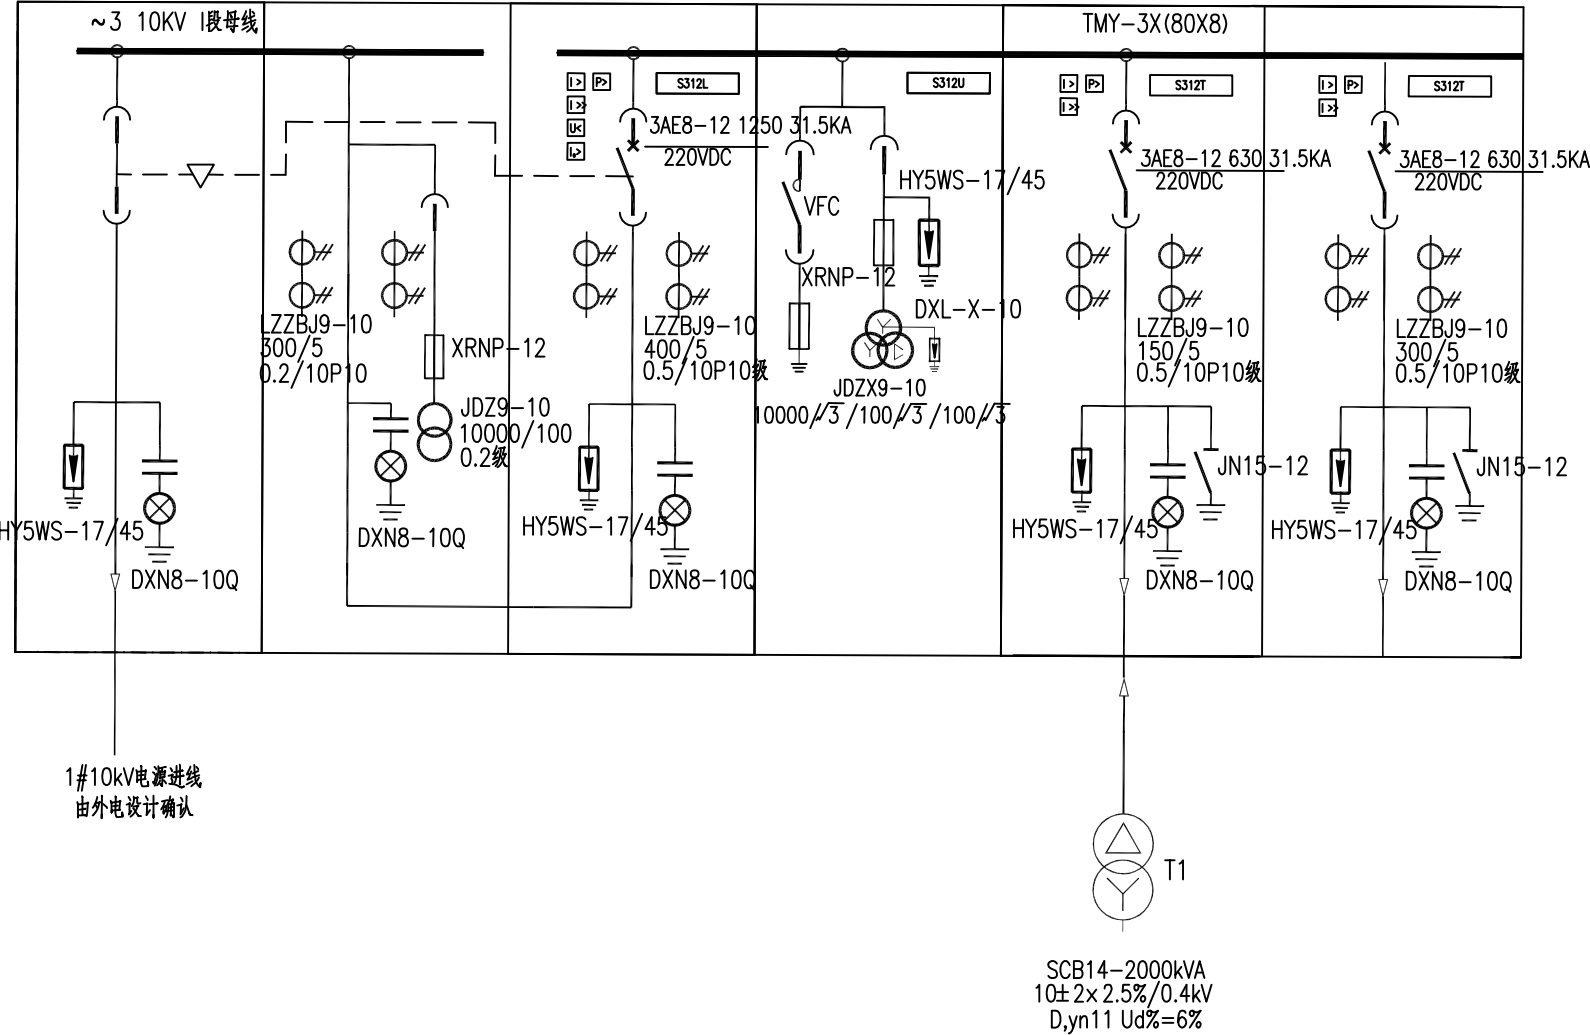 ~3 10KV I段母线
TMY-3X(80X8)
I>
P>
S312L
I>>
U<
S312U
I>
P>
S312T
I>>
I>
P>
S312T
I>>
3AE8-12 1250 31.5KA
220VDC
3AE8-12 630 31.5KA
220VDC
3AE8-12 630 31.5KA
220VDC
HY5WS-17/45
VFC
XRNP-12
DXL-X-10
LZZBJ9-10
300/5
0.2/10P10
XRNP-12
LZZBJ9-10
400/5
0.5/10P10级
LZZBJ9-10
150/5
0.5/10P10级
LZZBJ9-10
300/5
0.5/10P10级
JDZX9-10
10000/√3/100/√3/100/√3
JDZ9-10
10000/100
0.2级
JN15-12
JN15-12
HY5WS-17/45
DXN8-10Q
DXN8-10Q
HY5WS-17/45
DXN8-10Q
HY5WS-17/45
DXN8-10Q
HY5WS-17/45
DXN8-10Q
1#10kV电源进线
由外电设计确认
T1
SCB14-2000kVA
10±2x2.5%/0.4kV
D,yn11 Ud%=6%